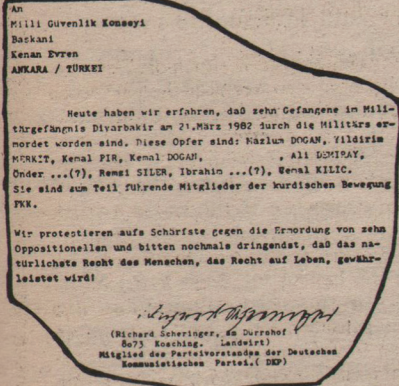 An
Milli Güvenlik Konseyi
Baskani
Kenan Evren
ANKARA / TÜRKEI
Heute haben wir erfahren, daß zehn Gefangene im Mili-
tärgefängnis Diyarbakir am 21.März 1982 durch die Militärs er-
mordet worden sind. Diese Opfer sind: Mazlum DOGAN, Yildirim
MERKIT, Kemal PIR, Kemal DOGAN, , Ali DEMIRAY,
Önder ...(?), Remzi SILER, Ibrahim ...(?), Kemal KILIC.
Sie sind zum Teil führende Mitglieder der kurdischen Bewegung
PKK.
Wir protestieren aufs Schärfste gegen die Ermordung von zehn
Oppositionellen und bitten nochmals dringendst, daß das na-
türlichste Recht des Menschen, das Recht auf Leben, gewähr-
leistet wird!
(Richard Scheringer, am Dürrnhof
8073 Kösching. Landwirt)
Mitglied des Parteivorstandes der Deutschen
Kommunistischen Partei.( DKP)